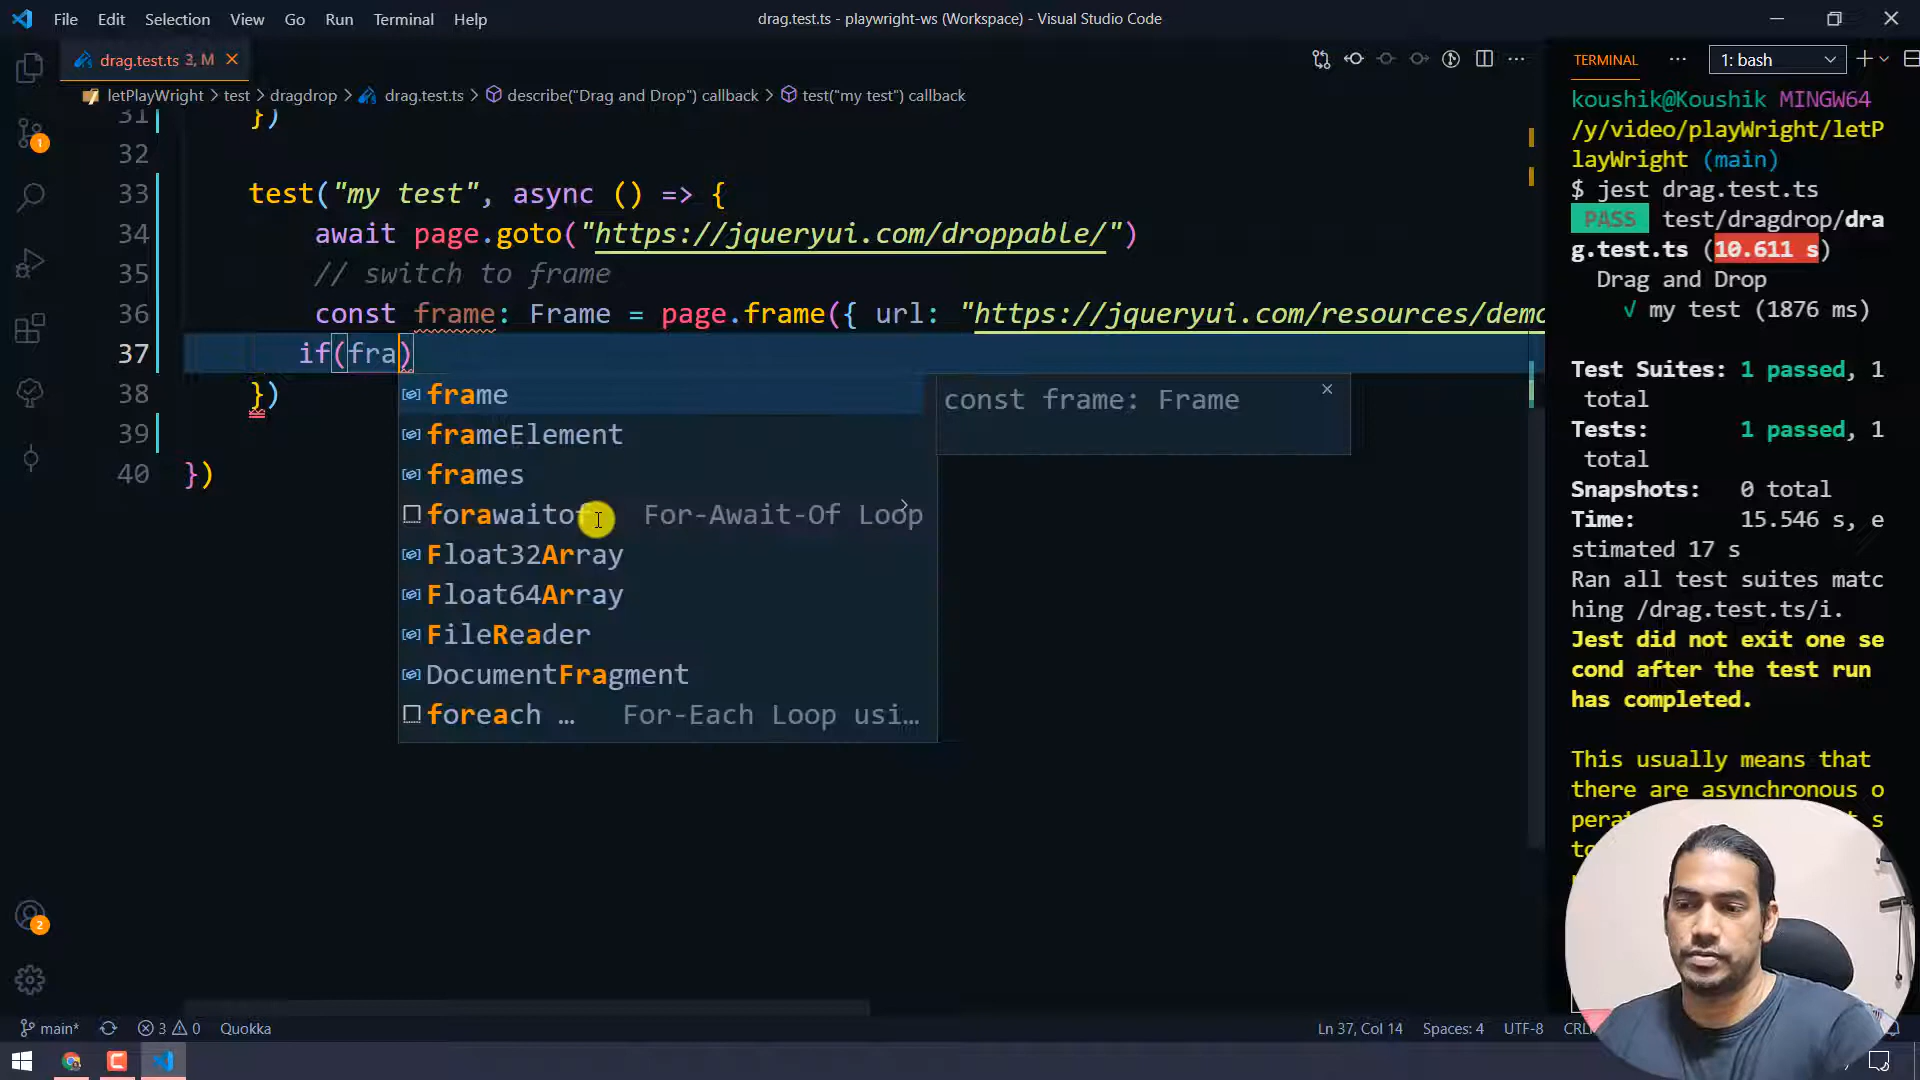 File Edit Selection View Go Run Terminal Help
drag.test.ts - playwright-ws (Workspace) - Visual Studio Code
drag.test.ts 3, M
letPlayWright > test > dragdrop > drag.test.ts > describe("Drag and Drop") callback > test("my test") callback
31 })
32
33 test("my test", async () => {
34 await page.goto("https://jqueryui.com/droppable/")
35 // switch to frame
36 const frame: Frame = page.frame({ url: "https://jqueryui.com/resources/demo
37 if(fra)
38 })
39
40 })
frame
frameElement
frames
forawaitof For-Await-Of Loop
Float32Array
Float64Array
FileReader
DocumentFragment
foreach … For-Each Loop usi…
const frame: Frame
TERMINAL
1: bash
koushik@Koushik MINGW64
/y/video/playWright/letP
layWright (main)
$ jest drag.test.ts
PASS test/dragdrop/dra
g.test.ts (10.611 s)
Drag and Drop
√ my test (1876 ms)
Test Suites: 1 passed, 1
total
Tests: 1 passed, 1
total
Snapshots: 0 total
Time: 15.546 s, e
stimated 17 s
Ran all test suites matc
hing /drag.test.ts/i.
Jest did not exit one se
cond after the test run
has completed.
This usually means that
there are asynchronous o
1
2
main* 3 0 Quokka
Ln 37, Col 14 Spaces: 4 UTF-8